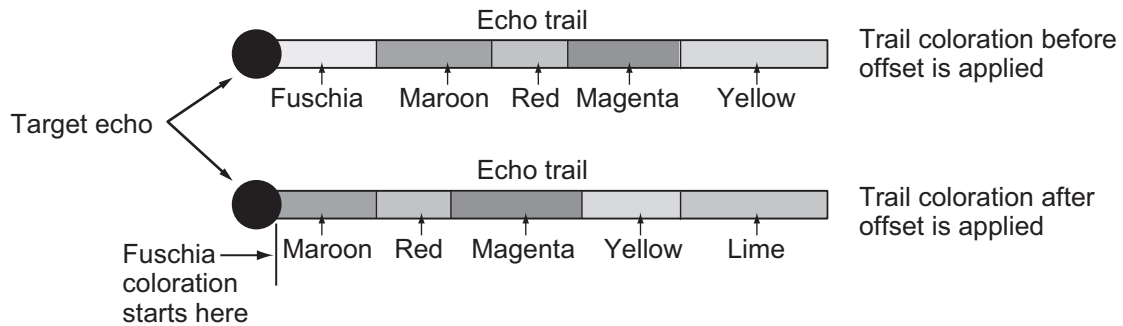 Echo trail
Trail coloration before
offset is applied
Fuschia Maroon Red Magenta Yellow
Target echo
Echo trail
Trail coloration after
offset is applied
Maroon Red Magenta Yellow Lime
Fuschia
coloration
starts here